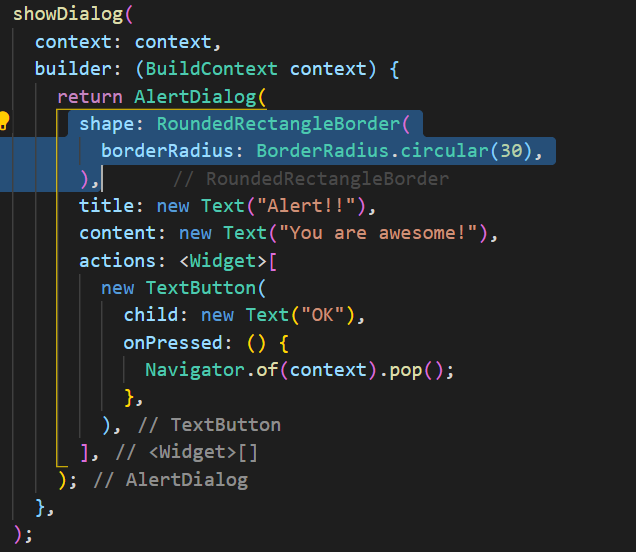 showDialog(
  context: context,
  builder: (BuildContext context) {
    return AlertDialog(
      shape: RoundedRectangleBorder(
        borderRadius: BorderRadius.circular(30),
      ), // RoundedRectangleBorder
      title: new Text("Alert!!"),
      content: new Text("You are awesome!"),
      actions: <Widget>[
        new TextButton(
          child: new Text("OK"),
          onPressed: () {
            Navigator.of(context).pop();
          },
        ), // TextButton
      ], // <Widget>[]
    ); // AlertDialog
  },
);